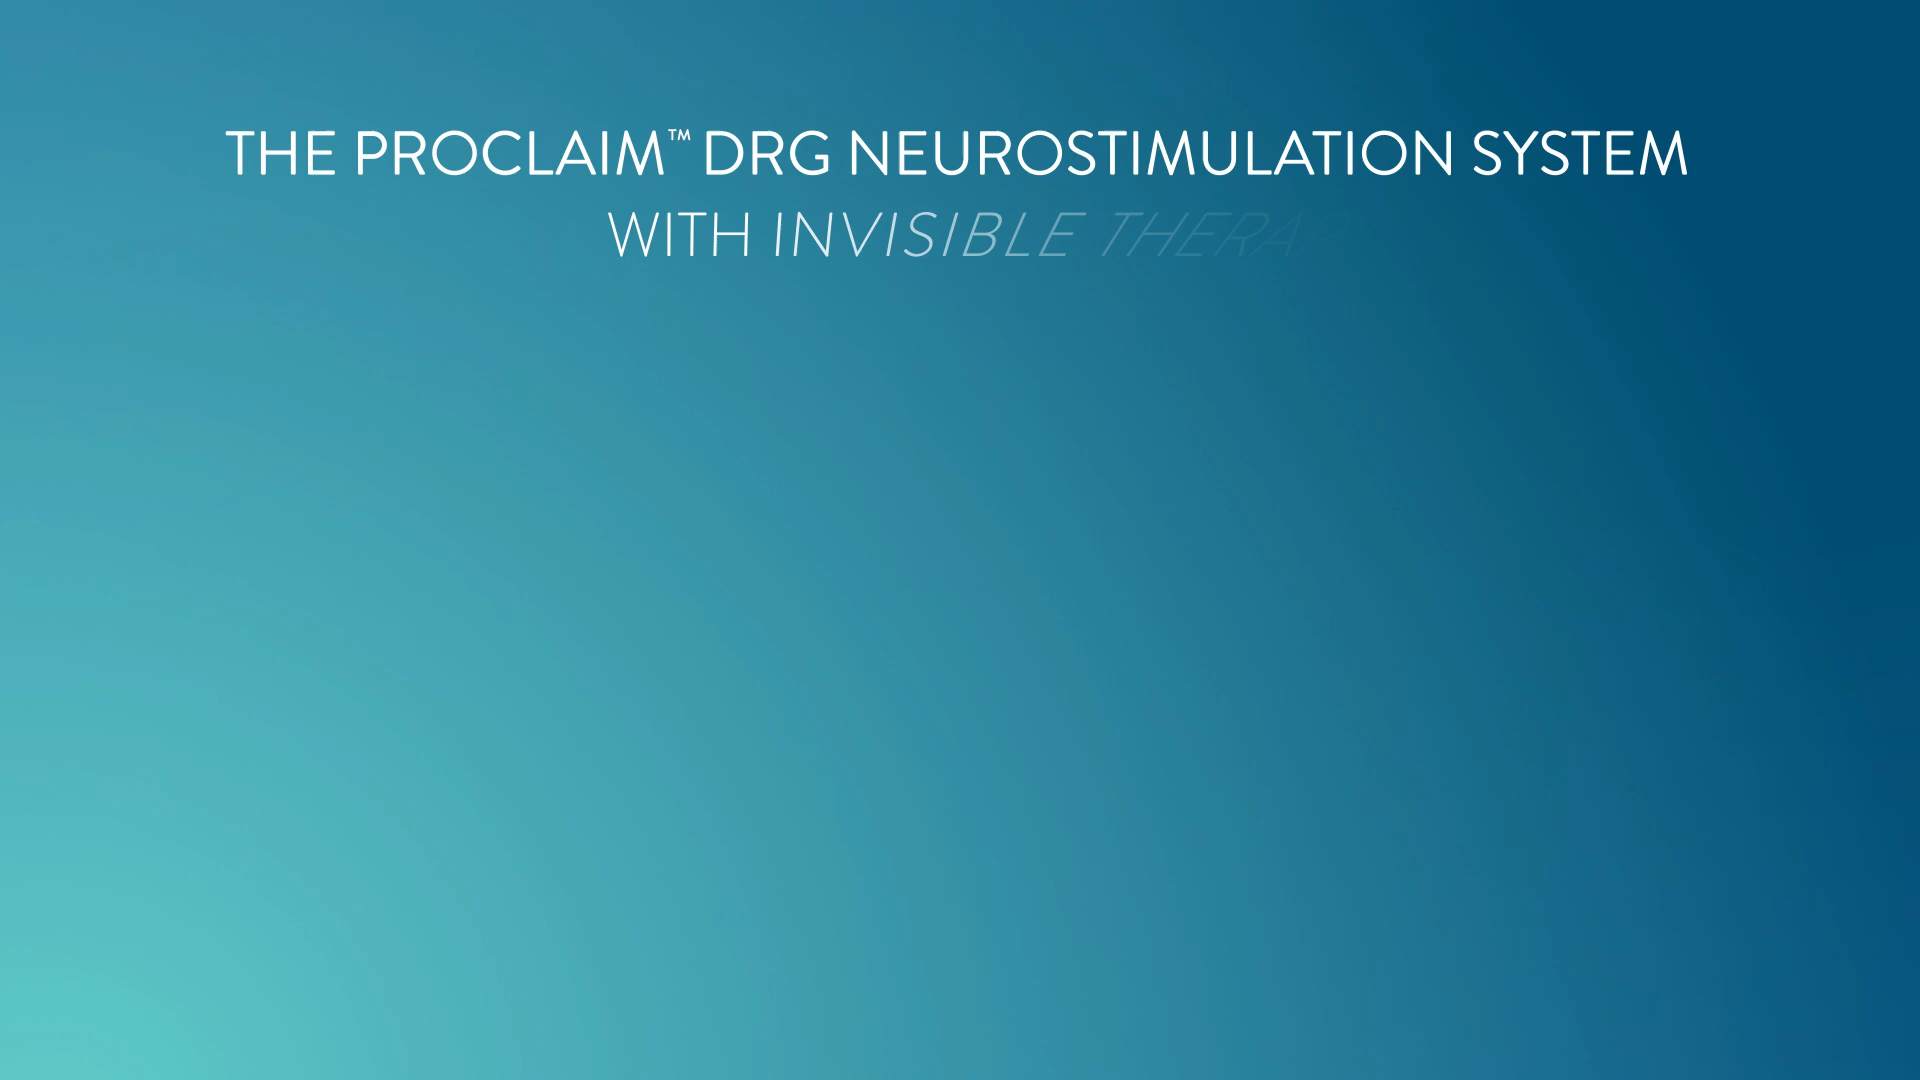 THE PROCLAIM™ DRG NEUROSTIMULATION SYSTEM
WITH INVISIBLE